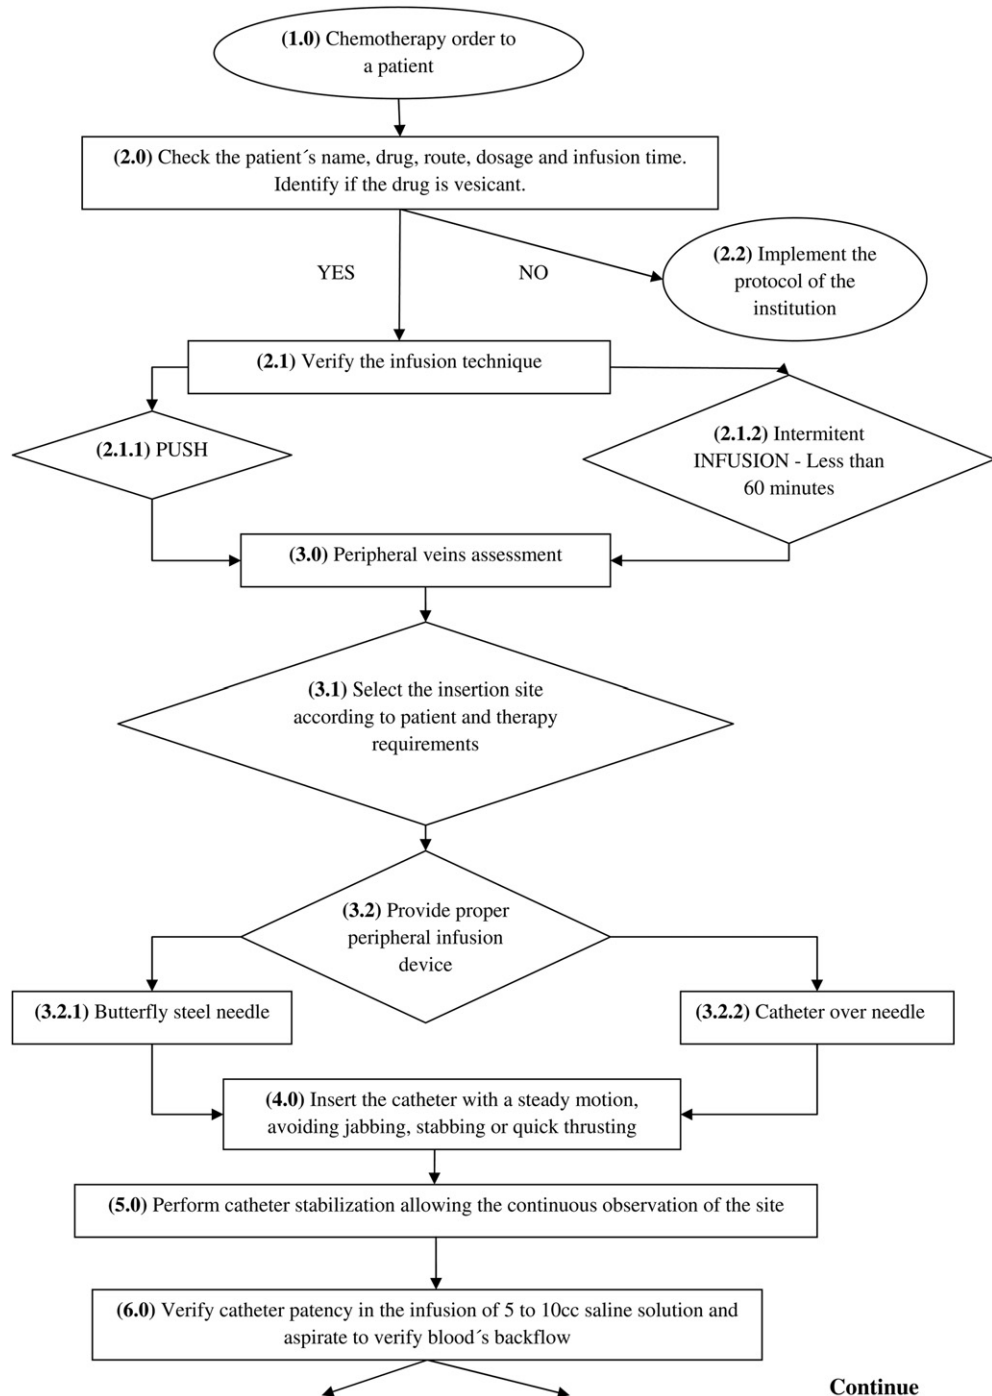 (1.0) Chemotherapy order to
a patient
(2.0) Check the patient´s name, drug, route, dosage and infusion time.
Identify if the drug is vesicant.
YES
NO
(2.2) Implement the
protocol of the
institution
(2.1) Verify the infusion technique
(2.1.1) PUSH
(2.1.2) Intermitent
INFUSION - Less than
60 minutes
(3.0) Peripheral veins assessment
(3.1) Select the insertion site
according to patient and therapy
requirements
(3.2) Provide proper
peripheral infusion
device
(3.2.1) Butterfly steel needle
(3.2.2) Catheter over needle
(4.0) Insert the catheter with a steady motion,
avoiding jabbing, stabbing or quick thrusting
(5.0) Perform catheter stabilization allowing the continuous observation of the site
(6.0) Verify catheter patency in the infusion of 5 to 10cc saline solution and
aspirate to verify blood´s backflow
Continue